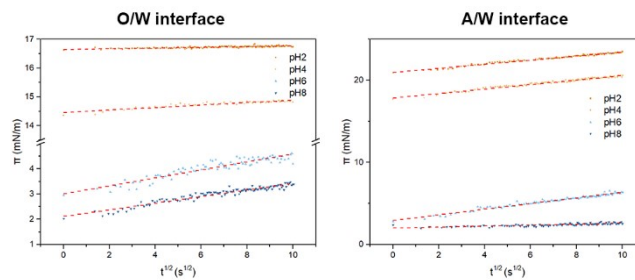 O/W interface
17
16
15
14
4
3
2
1
0
2
4
6
8
10
π (mN/m)
t1/2 (s1/2)
pH2
pH4
pH6
pH8
A/W interface
20
15
10
5
0
0
2
4
6
8
10
π (mN/m)
t1/2 (s1/2)
pH2
pH4
pH6
pH8